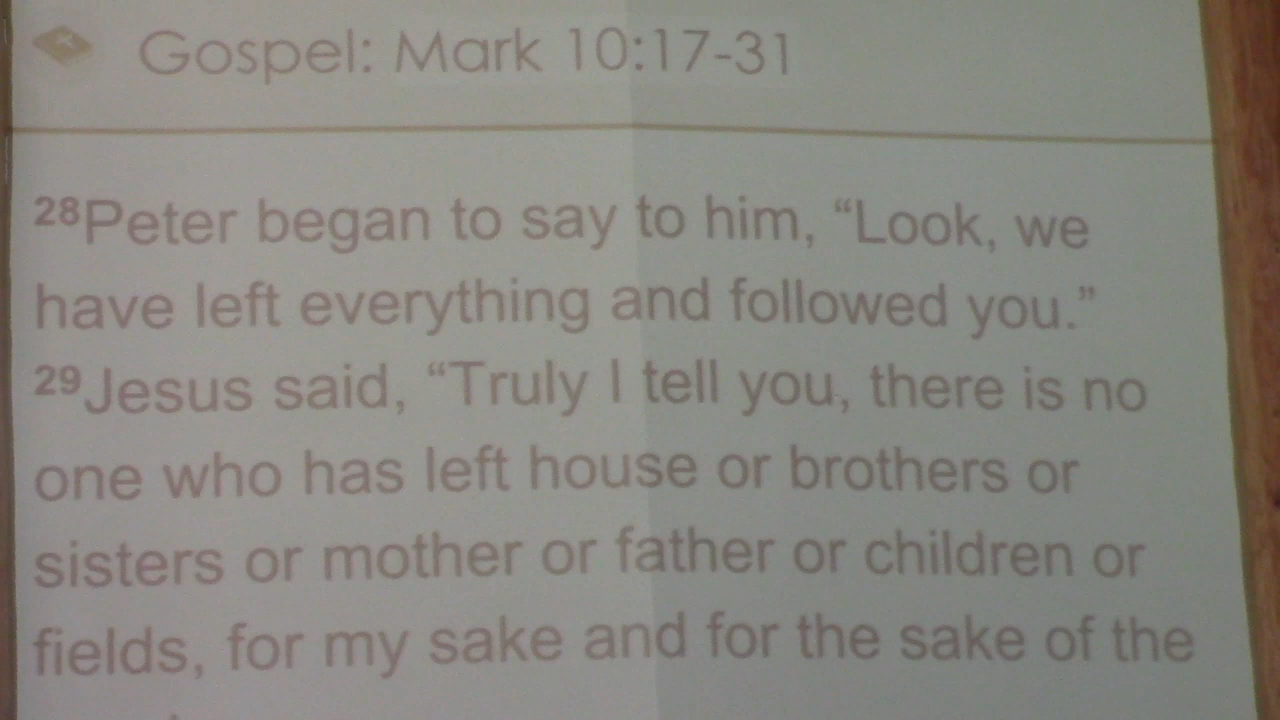 Gospel: Mark 10:17-31
28Peter began to say to him, “Look, we
have left everything and followed you.”
29Jesus said, “Truly I tell you, there is no
one who has left house or brothers or
sisters or mother or father or children or
fields, for my sake and for the sake of the